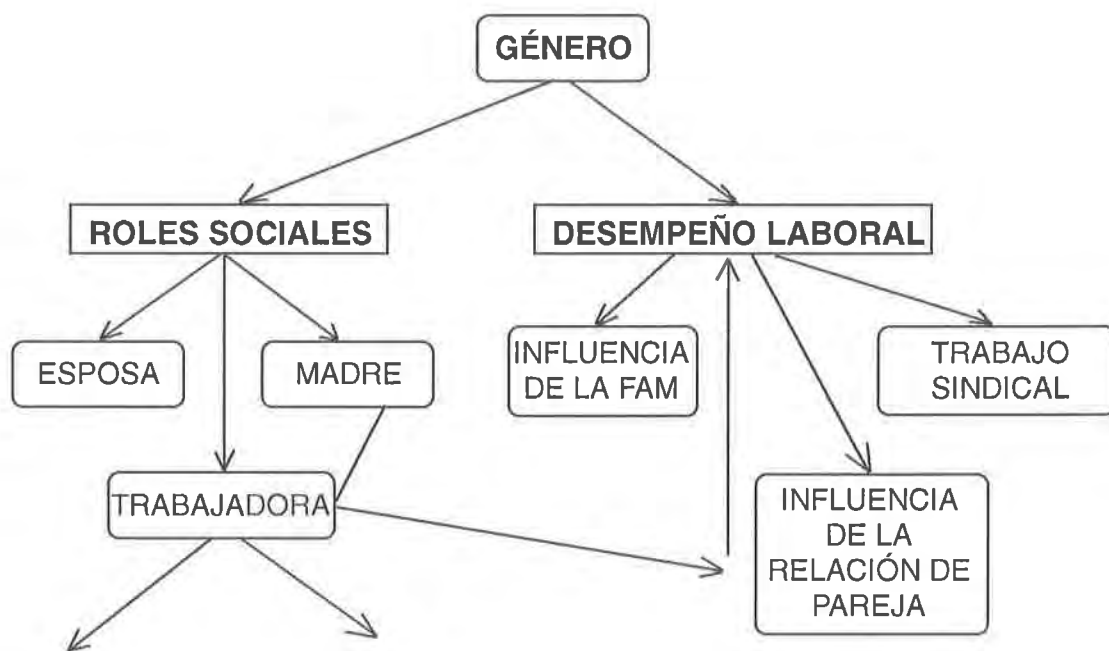 GÉNERO
ROLES SOCIALES
DESEMPEÑO LABORAL
ESPOSA
MADRE
INFLUENCIA
DE LA FAM
TRABAJO
SINDICAL
TRABAJADORA
INFLUENCIA
DE LA
RELACIÓN DE
PAREJA